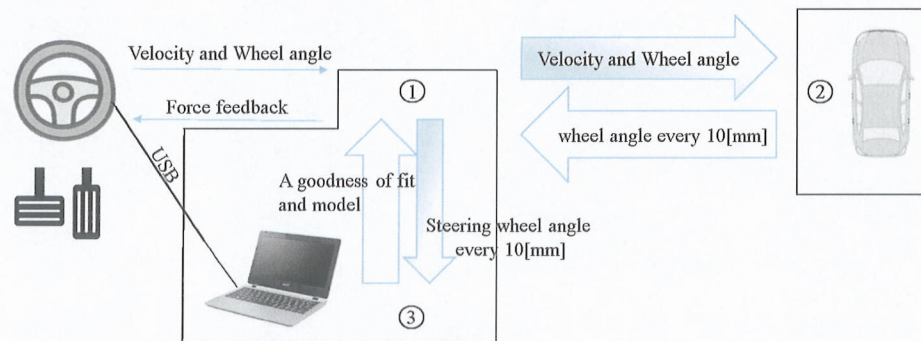 Velocity and Wheel angle
Force feedback
USB
①
A goodness of fit
and model
Steering wheel angle
every 10[mm]
③
Velocity and Wheel angle
wheel angle every 10[mm]
②